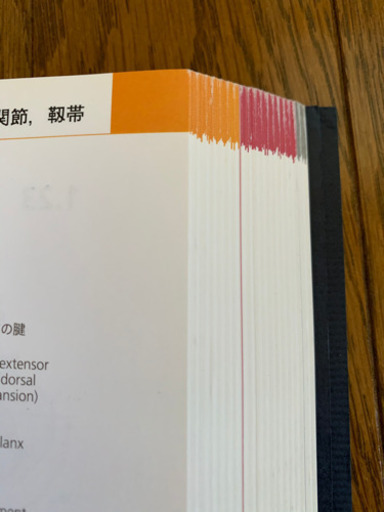 関節，靱帯
の腱
extensor
dorsal
ansion)
lanx